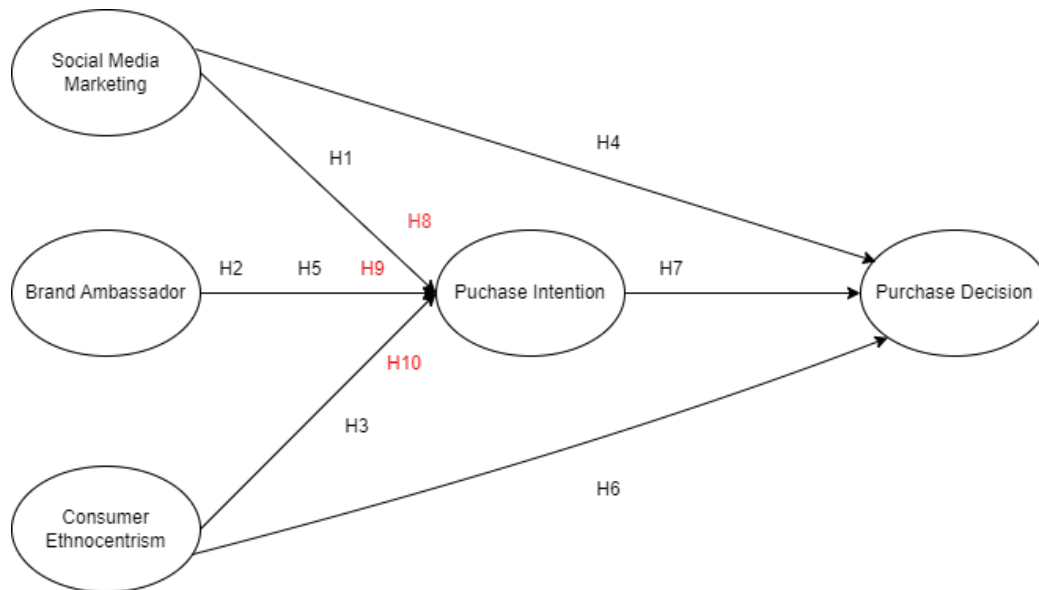 Social Media
Marketing
H4
H1
H8
Brand Ambassador
H2
H5
H9
Puchase Intention
H7
Purchase Decision
H10
H3
H6
Consumer
Ethnocentrism